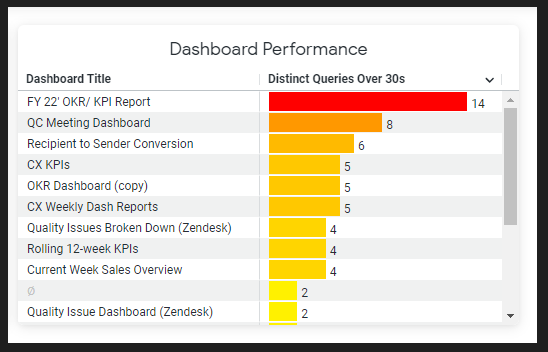 Dashboard Performance
Dashboard Title Distinct Queries Over 30s
FY 22' OKR/ KPI Report 14
QC Meeting Dashboard 8
Recipient to Sender Conversion 6
CX KPIs 5
OKR Dashboard (copy) 5
CX Weekly Dash Reports 5
Quality Issues Broken Down (Zendesk) 4
Rolling 12-week KPIs 4
Current Week Sales Overview 4
Ø 2
Quality Issue Dashboard (Zendesk) 2